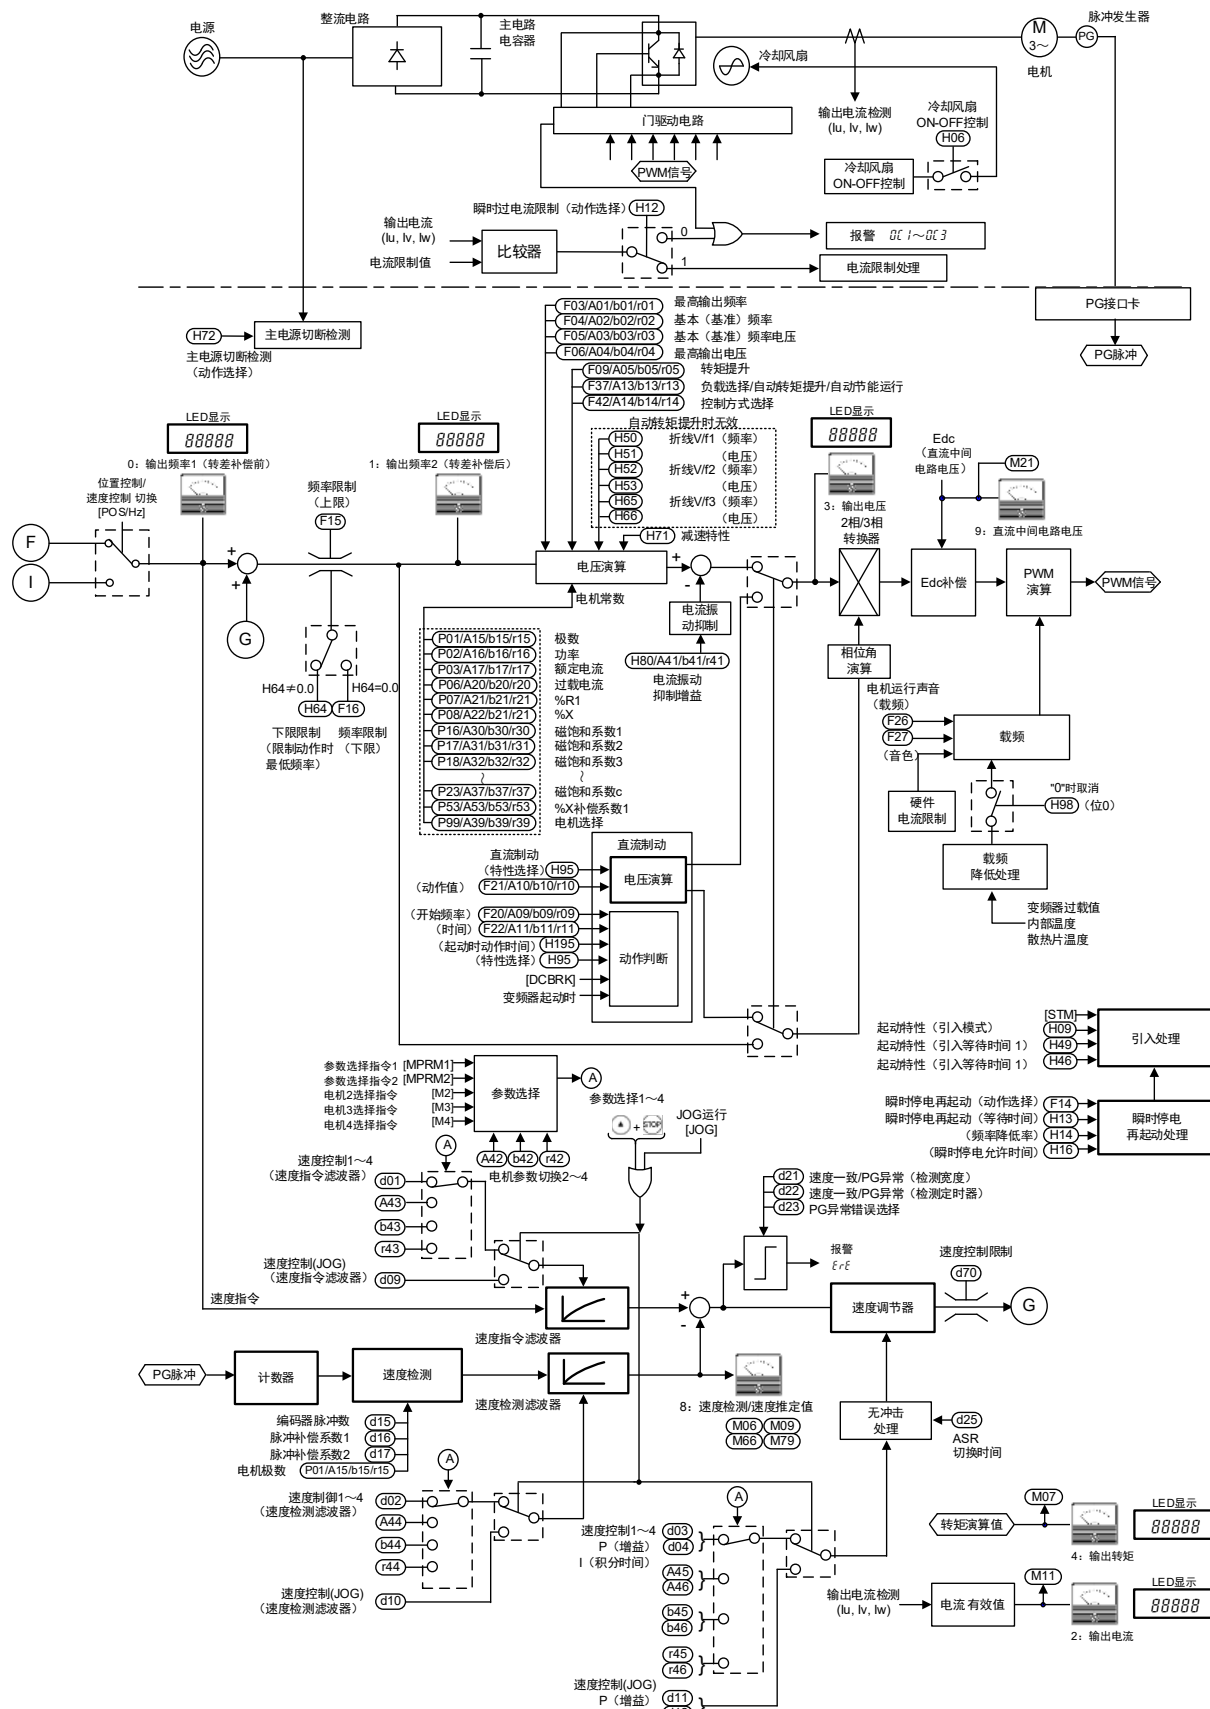 电源
整流电路
主电路
电容器
冷却风扇
M
3～
电机
脉冲发生器
PG
门驱动电路
PWM信号
输出电流检测
(Iu, Iv, Iw)
冷却风扇
ON-OFF控制
H06
冷却风扇
ON-OFF控制
瞬时过电流限制（动作选择）
H12
输出电流
(Iu, Iv, Iw)
电流限制值
比较器
0
1
报警 OC1～OC3
电流限制处理
PG接口卡
PG脉冲
H72
主电源切断检测
主电源切断检测
（动作选择）
F03/A01/b01/r01 最高输出频率
F04/A02/b02/r02 基本（基准）频率
F05/A03/b03/r03 基本（基准）频率电压
F06/A04/b04/r04 最高输出电压
F09/A05/b05/r05 转矩提升
F37/A13/b13/r13 负载选择/自动转矩提升/自动节能运行
F42/A14/b14/r14 控制方式选择
自动转矩提升时无效
H50 折线V/f1（频率）
H51 （电压）
H52 折线V/f2（频率）
H53 （电压）
H65 折线V/f3（频率）
H66 （电压）
H71 减速特性
LED显示
88888
0：输出频率1（转差补偿前）
LED显示
88888
1：输出频率2（转差补偿后）
LED显示
88888
3：输出电压
2相/3相
转换器
Edc
（直流中间
电路电压）
M21
9：直流中间电路电压
位置控制/
速度控制 切换
[POS/Hz]
F
I
+
+
G
频率限制
（上限）
F15
H64≠0.0
H64=0.0
H64
F16
下限限制
（限制动作时
最低频率）
频率限制
（下限）
电压演算
电机常数
+
-
电流振
动抑制
H80/A41/b41/r41
电流振动
抑制增益
Edc补偿
PWM
演算
PWM信号
相位角
演算
P01/A15/b15/r15 极数
P02/A16/b16/r16 功率
P03/A17/b17/r17 额定电流
P06/A20/b20/r20 过载电流
P07/A21/b21/r21 %R1
P08/A22/b21/r21 %X
P16/A30/b30/r30 磁饱和系数1
P17/A31/b31/r31 磁饱和系数2
P18/A32/b32/r32 磁饱和系数3
～ ～
P23/A37/b37/r37 磁饱和系数c
P53/A53/b53/r53 %X补偿系数1
P99/A39/b39/r39 电机选择
电机运行声音
（载频）
F26
F27
（音色）
载频
硬件
电流限制
"0"时取消
H98（位0）
载频
降低处理
变频器过载值
内部温度
散热片温度
直流制动
直流制动
（特性选择）H95
（动作值）F21/A10/b10/r10
电压演算
（开始频率）F20/A09/b09/r09
（时间）F22/A11/b11/r11
（起动时动作时间）H195
（特性选择）H95
[DCBRK]
变频器起动时
动作判断
[STM]
起动特性（引入模式）H09
起动特性（引入等待时间 1）H49
起动特性（引入等待时间 1）H46
引入处理
瞬时停电再起动（动作选择）F14
瞬时停电再起动（等待时间）H13
（频率降低率）H14
（瞬时停电允许时间）H16
瞬时停电
再起动处理
参数选择指令1 [MPRM1]
参数选择指令2 [MPRM2]
电机2选择指令 [M2]
电机3选择指令 [M3]
电机4选择指令 [M4]
参数选择
A
参数选择1～4
A42 b42 r42
电机参数切换2～4
+ STOP
JOG运行
[JOG]
速度控制1～4
（速度指令滤波器）
A
d01
A43
b43
r43
速度控制(JOG)
（速度指令滤波器）
d09
速度指令
速度指令滤波器
d21 速度一致/PG异常（检测宽度）
d22 速度一致/PG异常（检测定时器）
d23 PG异常错误选择
报警
ErE
+
-
速度调节器
速度控制限制
d70
G
PG脉冲
计数器
速度检测
速度检测滤波器
8：速度检测/速度推定值
M06 M09
M66 M79
编码器脉冲数 d15
脉冲补偿系数1 d16
脉冲补偿系数2 d17
电机极数 P01/A15/b15/r15
无冲击
处理
d25
ASR
切换时间
速度制御1～4
（速度检测滤波器）
A
d02
A44
b44
r44
速度控制(JOG)
（速度检测滤波器）
d10
速度控制1～4
P（增益）
I（积分时间）
A
d03
d04
A45
A46
b45
b46
r45
r46
速度控制(JOG)
P（增益） d11
转矩演算值
M07
4：输出转矩
LED显示
88888
输出电流检测
(Iu, Iv, Iw)
电流 有效值
M11
2：输出电流
LED显示
88888